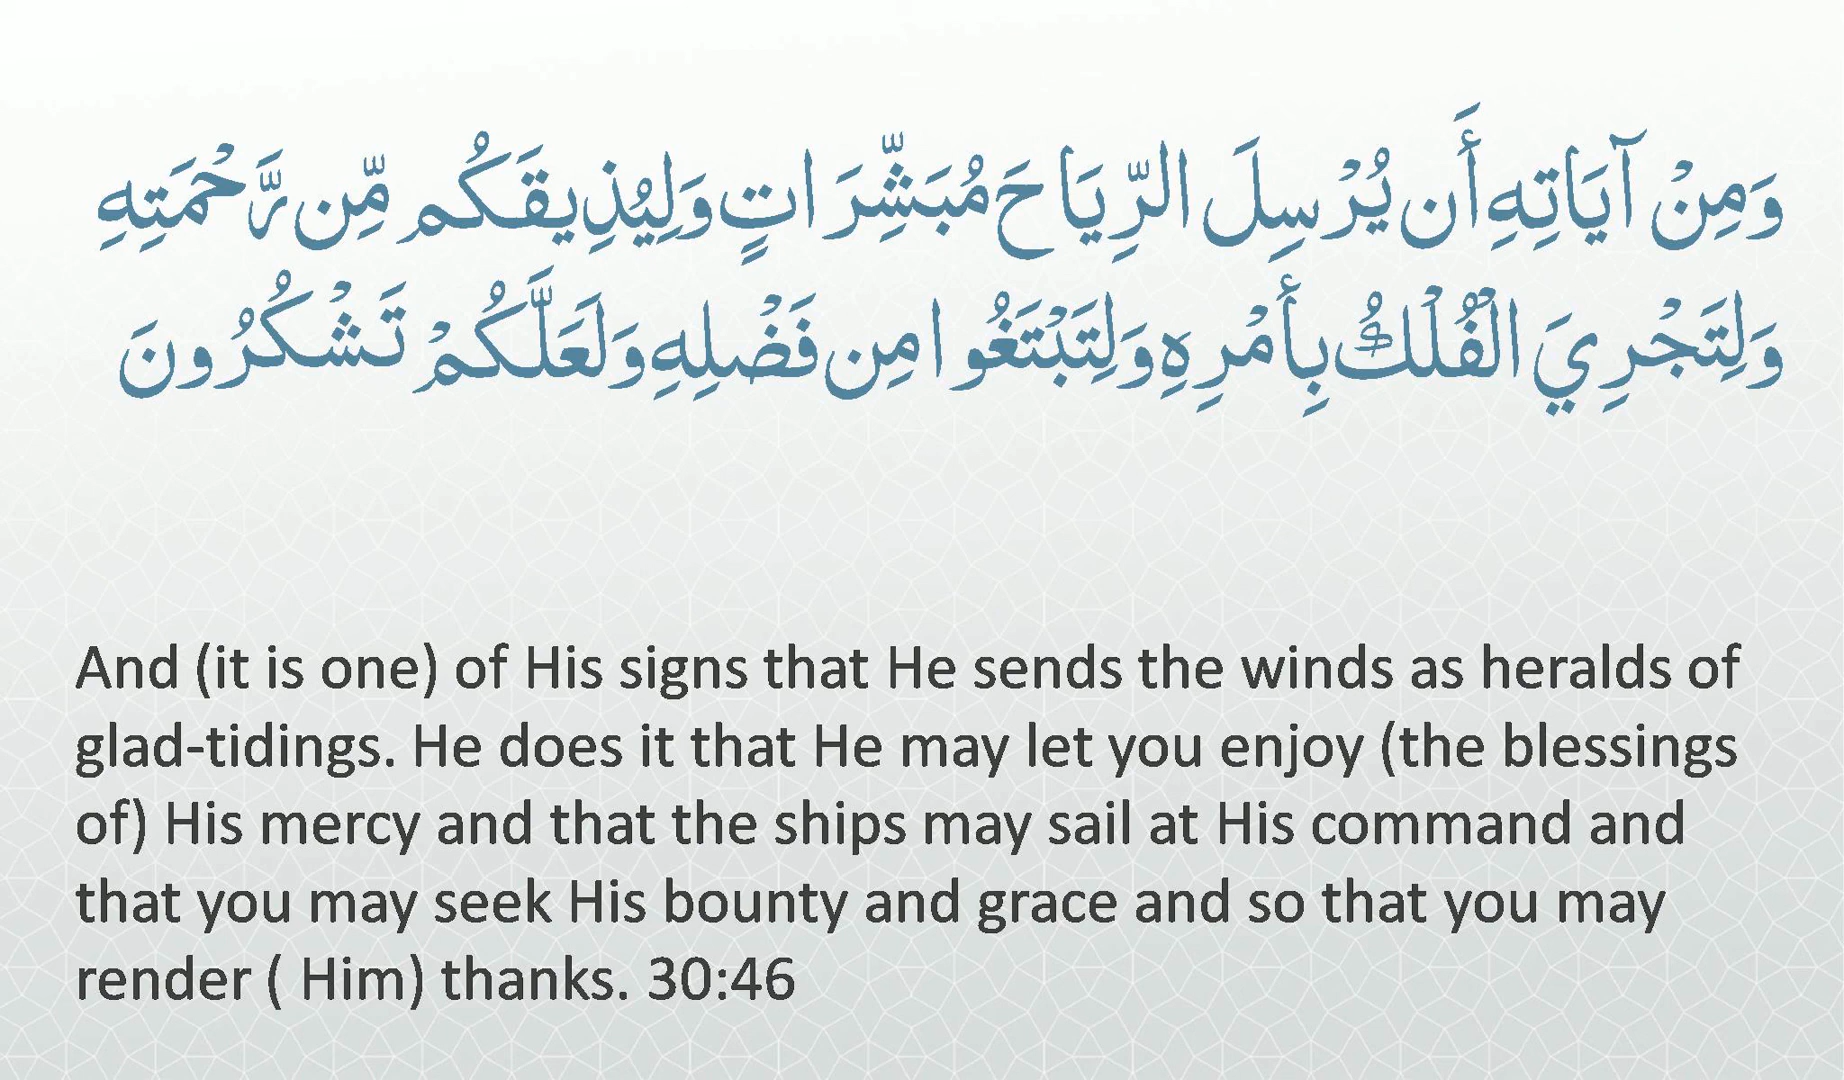 وَمِنْ آيَاتِهِ أَن يُرْسِلَ الرِّيَاحَ مُبَشِّرَاتٍ وَلِيُذِيقَكُم مِّن رَّحْمَتِهِ
وَلِتَجْرِيَ الْفُلْكُ بِأَمْرِهِ وَلِتَبْتَغُوا مِن فَضْلِهِ وَلَعَلَّكُمْ تَشْكُرُونَ
And (it is one) of His signs that He sends the winds as heralds of
glad-tidings. He does it that He may let you enjoy (the blessings
of) His mercy and that the ships may sail at His command and
that you may seek His bounty and grace and so that you may
render ( Him) thanks. 30:46